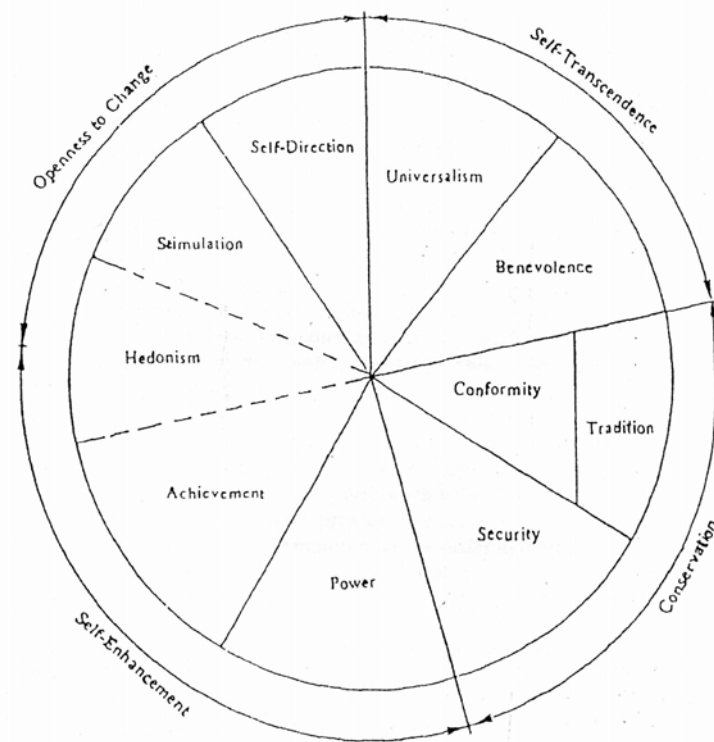 Openness to Change
Self-Transcendence
Self-Direction
Universalism
Stimulation
Benevolence
Hedonism
Conformity
Tradition
Achievement
Security
Power
Self-Enhancement
Conservation